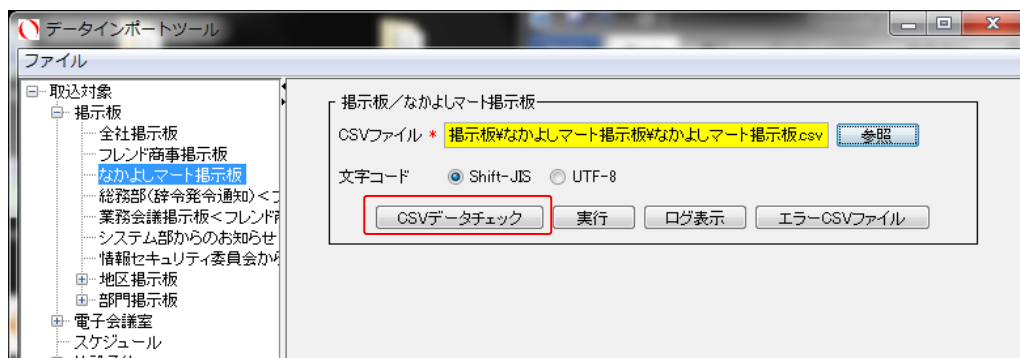 データインポートツール
ファイル
取込対象
掲示板
全社掲示板
フレンド商事掲示板
なかよしマート掲示板
総務部(辞令発令通知)<
業務会議掲示板<フレンド
システム部からのお知らせ
情報セキュリティ委員会か
地区掲示板
部門掲示板
電子会議室
スケジュール
掲示板／なかよしマート掲示板
CSVファイル * 掲示板¥なかよしマート掲示板¥なかよしマート掲示板.csv 参照
文字コード Shift-JIS UTF-8
CSVデータチェック 実行 ログ表示 エラーCSVファイル